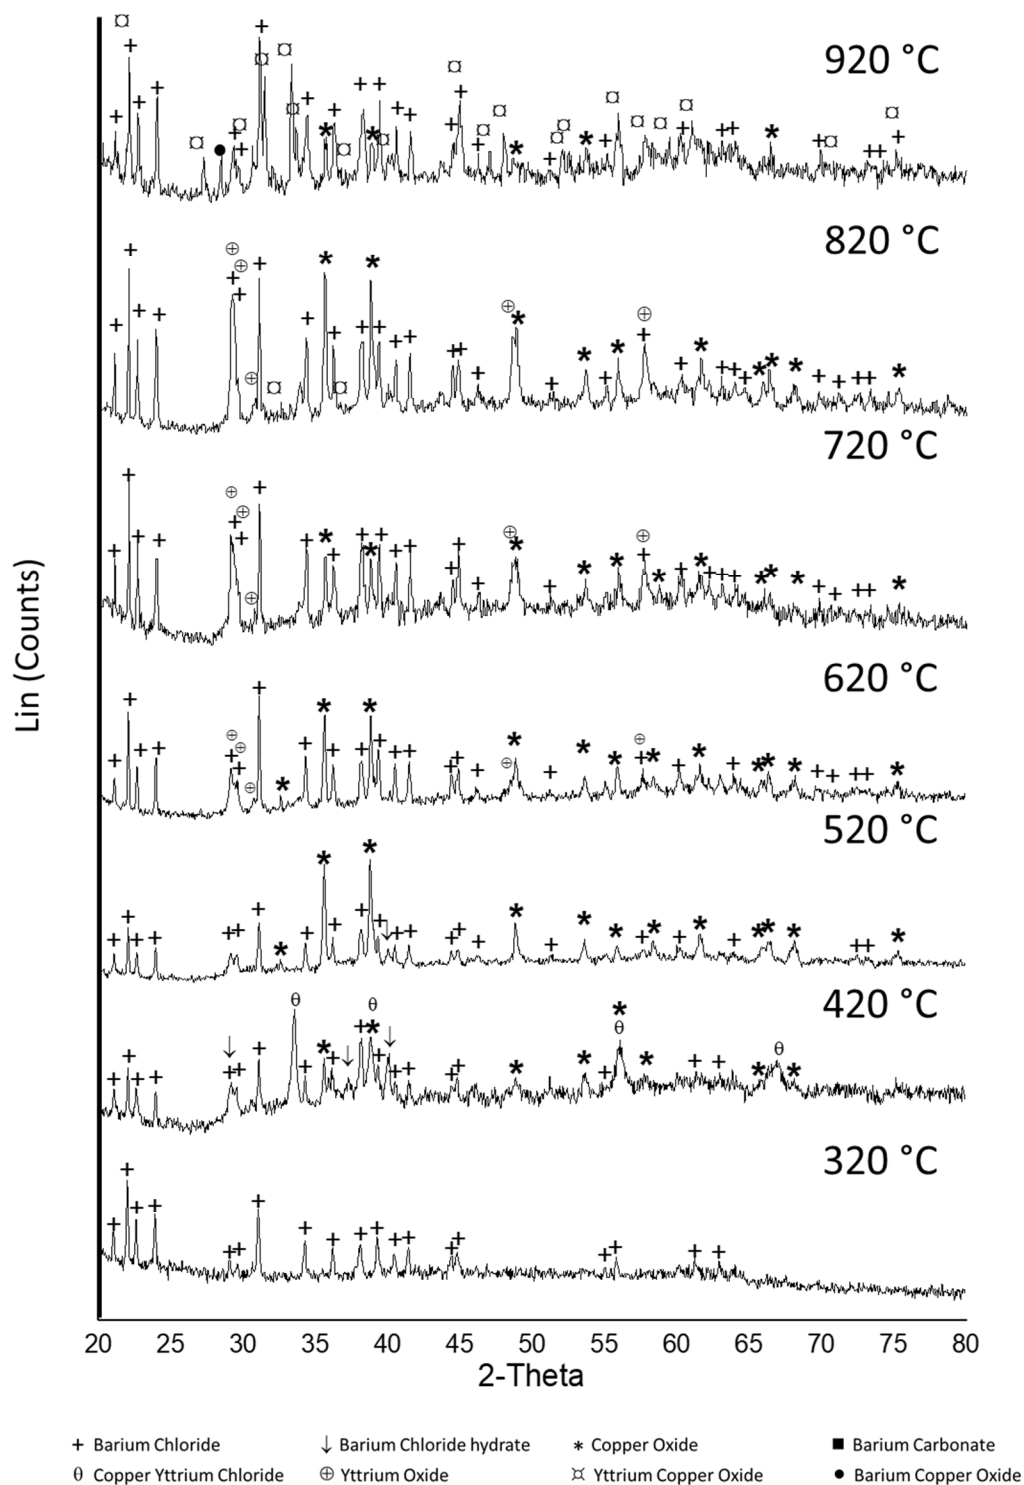 920 °C
820 °C
720 °C
Lin (Counts)
620 °C
520 °C
420 °C
320 °C
20 25 30 35 40 45 50 55 60 65 70 75 80
2-Theta
+ Barium Chloride ↓ Barium Chloride hydrate * Copper Oxide ■ Barium Carbonate
θ Copper Yttrium Chloride ⊕ Yttrium Oxide ¤ Yttrium Copper Oxide ● Barium Copper Oxide